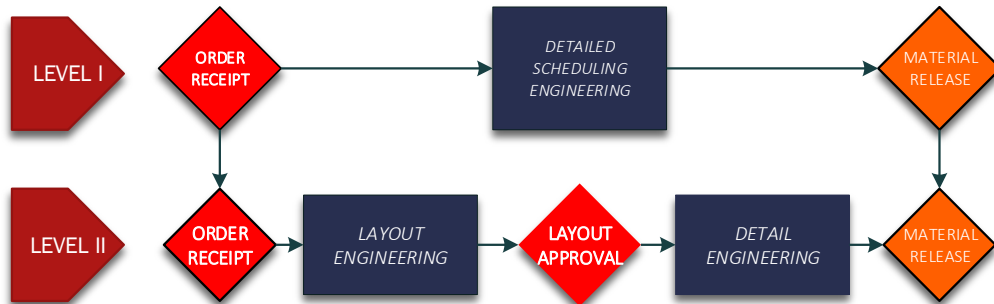 LEVEL I
ORDER
RECEIPT
DETAILED
SCHEDULING
ENGINEERING
MATERIAL
RELEASE
LEVEL II
ORDER
RECEIPT
LAYOUT
ENGINEERING
LAYOUT
APPROVAL
DETAIL
ENGINEERING
MATERIAL
RELEASE